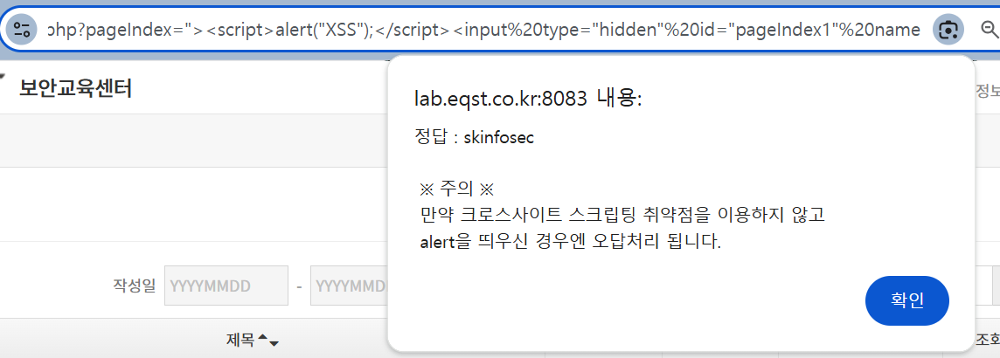 php?pageIndex="><script>alert("XSS");</script><input%20type="hidden"%20id="pageIndex1"%20name
보안교육센터
정보
lab.eqst.co.kr:8083 내용:
정답 : skinfosec
※ 주의 ※
만약 크로스사이트 스크립팅 취약점을 이용하지 않고
alert을 띄우신 경우엔 오답처리 됩니다.
확인
작성일 YYYYMMDD - YYYYMMD
제목
조회